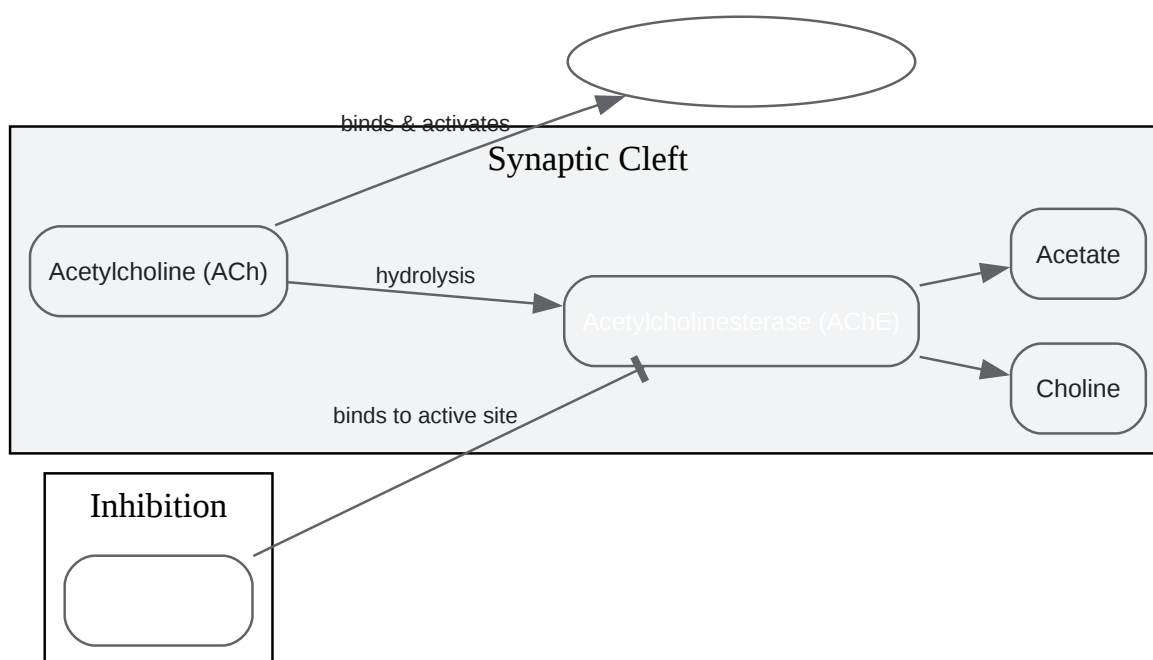 binds & activates
Synaptic Cleft
Acetylcholine (ACh)
hydrolysis
Acetylcholinesterase (AChE)
Acetate
Choline
binds to active site
Inhibition